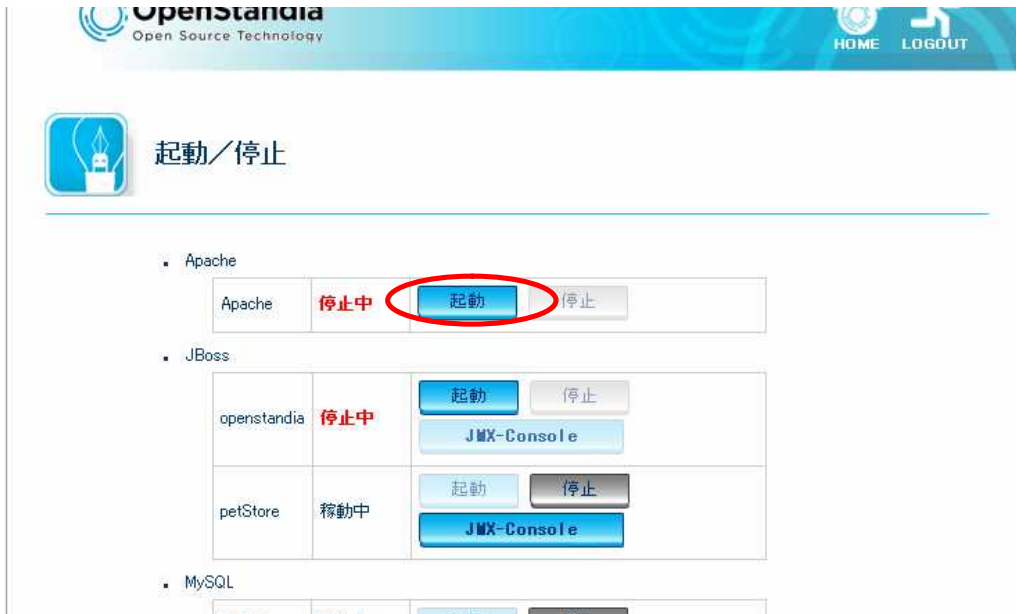 OpenStandia
Open Source Technology
HOME LOGOUT
起動／停止
Apache
Apache 停止中 起動 停止
JBoss
openstandia 停止中 起動 停止
JMX-Console
petStore 稼動中 起動 停止
JMX-Console
MySQL